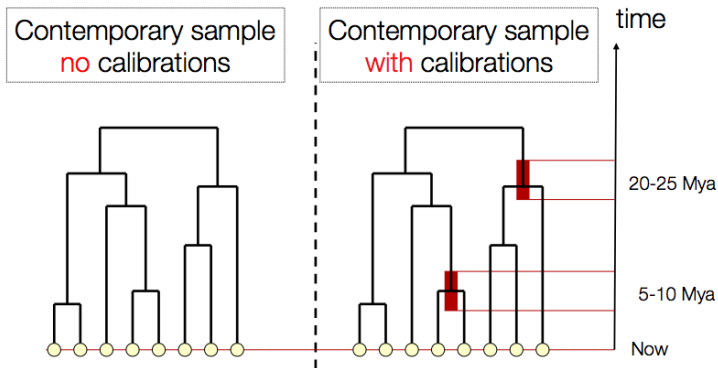 Contemporary sample
no calibrations
Contemporary sample
with calibrations
time
20-25 Mya
5-10 Mya
Now